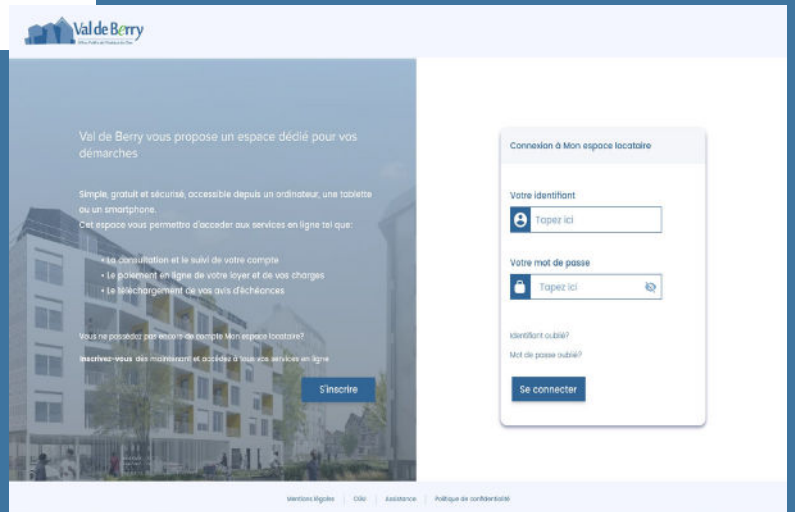 Val de Berry
Val de Berry vous propose un espace dédié pour vos
démarches
Simple, gratuit et sécurisé, accessible depuis un ordinateur, une tablette
ou un smartphone.
Cet espace vous permettra d'accéder aux services en ligne tel que:
• La consultation et le suivi de votre compte
• Le paiement en ligne de votre loyer et de vos charges
• Le téléchargement de vos avis d'échéances
Vous ne possédez pas encore de compte Mon espace locataire?
Inscrivez-vous dès maintenant et accédez à tous vos services en ligne
S'inscrire
Connexion à Mon espace locataire
Votre identifiant
Tapez ici
Votre mot de passe
Tapez ici
Identifiant oublié?
Mot de passe oublié?
Se connecter
Mentions légales | CGU | Assistance | Politique de confidentialité